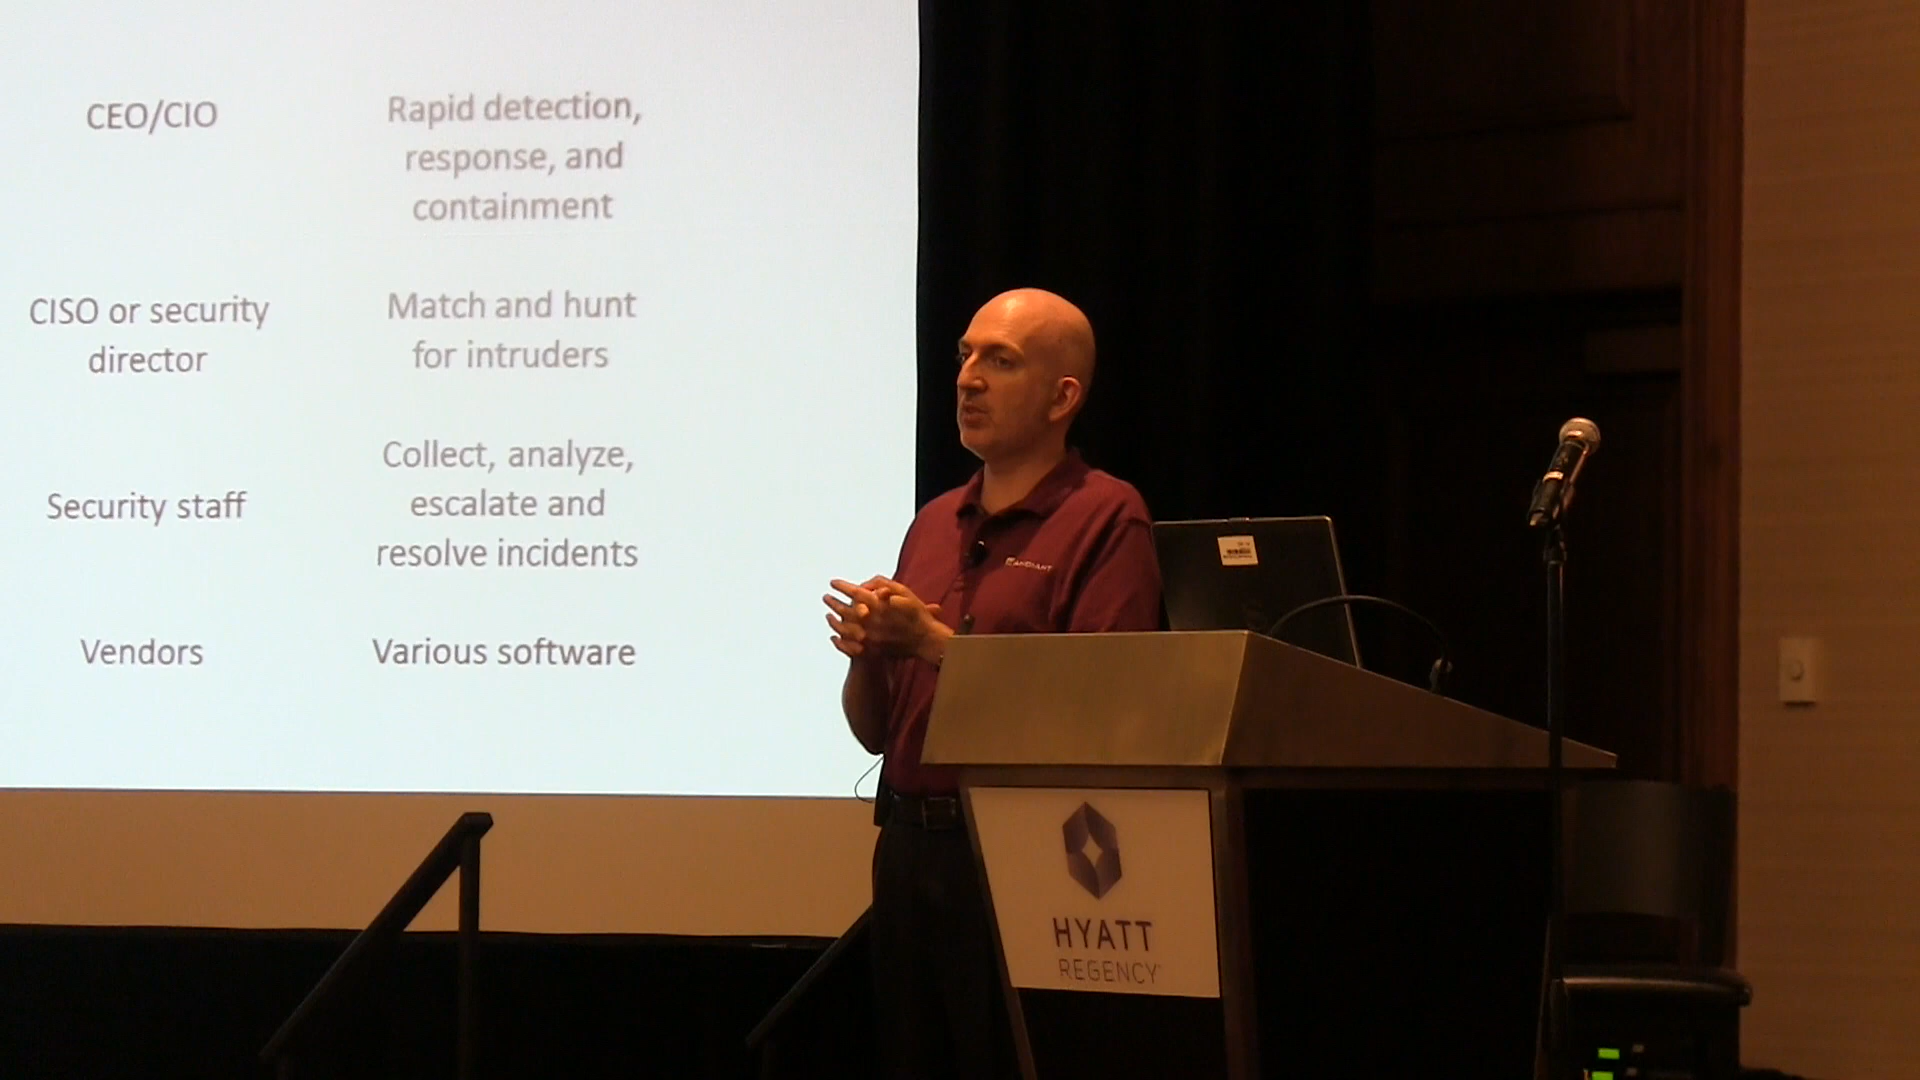 CEO/CIO
Rapid detection,
response, and
containment
CISO or security
director
Match and hunt
for intruders
Security staff
Collect, analyze,
escalate and
resolve incidents
Vendors
Various software
MANDIANT
HYATT
REGENCY